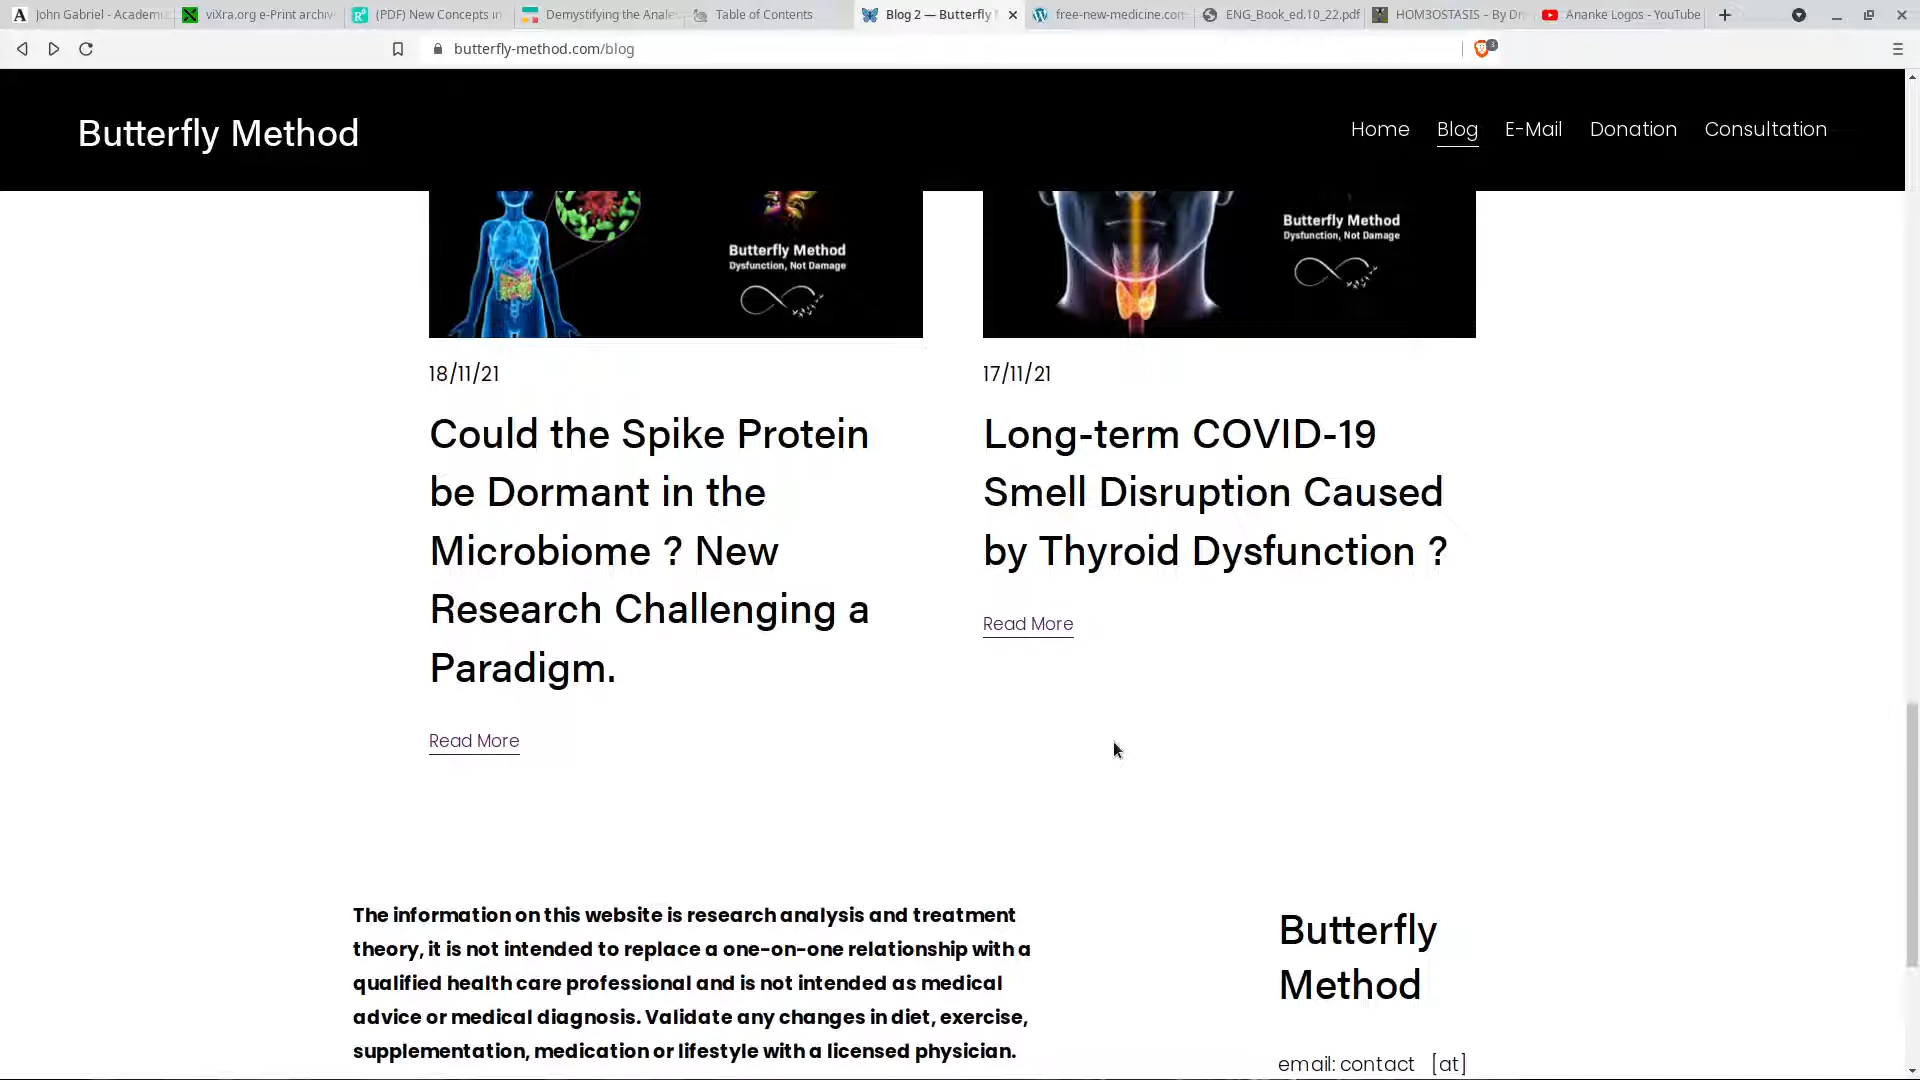 John Gabriel - Academi
viXra.org e-Print archiv
(PDF) New Concepts in
Demystifying the Anale
Table of Contents
Blog 2 — Butterfly
free-new-medicine.com
ENG_Book_ed.10_22.pdf
HOM3OSTASIS – By Dr
Ananke Logos - YouTube
butterfly-method.com/blog
3
Butterfly Method
Home
Blog
E-Mail
Donation
Consultation
Butterfly Method
Dysfunction, Not Damage
Butterfly Method
Dysfunction, Not Damage
18/11/21
Could the Spike Protein
be Dormant in the
Microbiome ? New
Research Challenging a
Paradigm.
Read More
17/11/21
Long-term COVID-19
Smell Disruption Caused
by Thyroid Dysfunction ?
Read More
The information on this website is research analysis and treatment
theory, it is not intended to replace a one-on-one relationship with a
qualified health care professional and is not intended as medical
advice or medical diagnosis. Validate any changes in diet, exercise,
supplementation, medication or lifestyle with a licensed physician.
Butterfly
Method
email: contact [at]